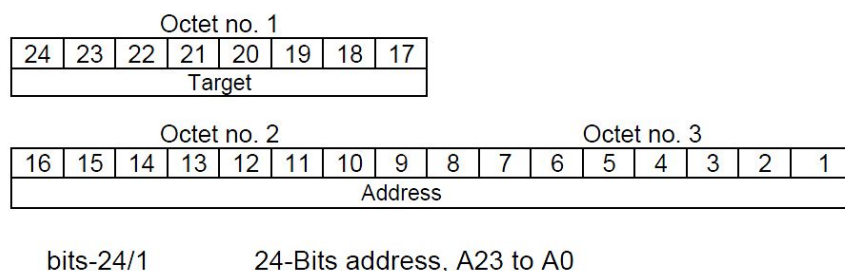 Octet no. 1
24 23 22 21 20 19 18 17
Target
Octet no. 2 Octet no. 3
16 15 14 13 12 11 10 9 8 7 6 5 4 3 2 1
Address
bits-24/1 24-Bits address, A23 to A0